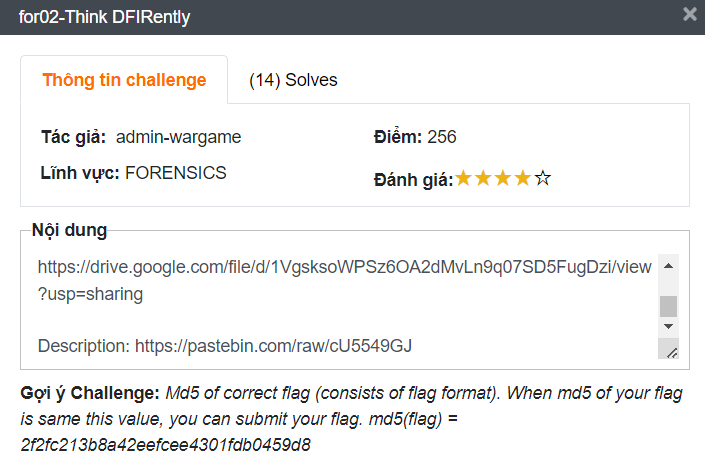 for02-Think DFIRently
Thông tin challenge
(14) Solves
Tác giả: admin-wargame
Điểm: 256
Lĩnh vực: FORENSICS
Đánh giá:
Nội dung
https://drive.google.com/file/d/1VgsksoWPSz6OA2dMvLn9q07SD5FugDzi/view
?usp=sharing
Description: https://pastebin.com/raw/cU5549GJ
Gợi ý Challenge: Md5 of correct flag (consists of flag format). When md5 of your flag
is same this value, you can submit your flag. md5(flag) =
2f2fc213b8a42eefcee4301fdb0459d8